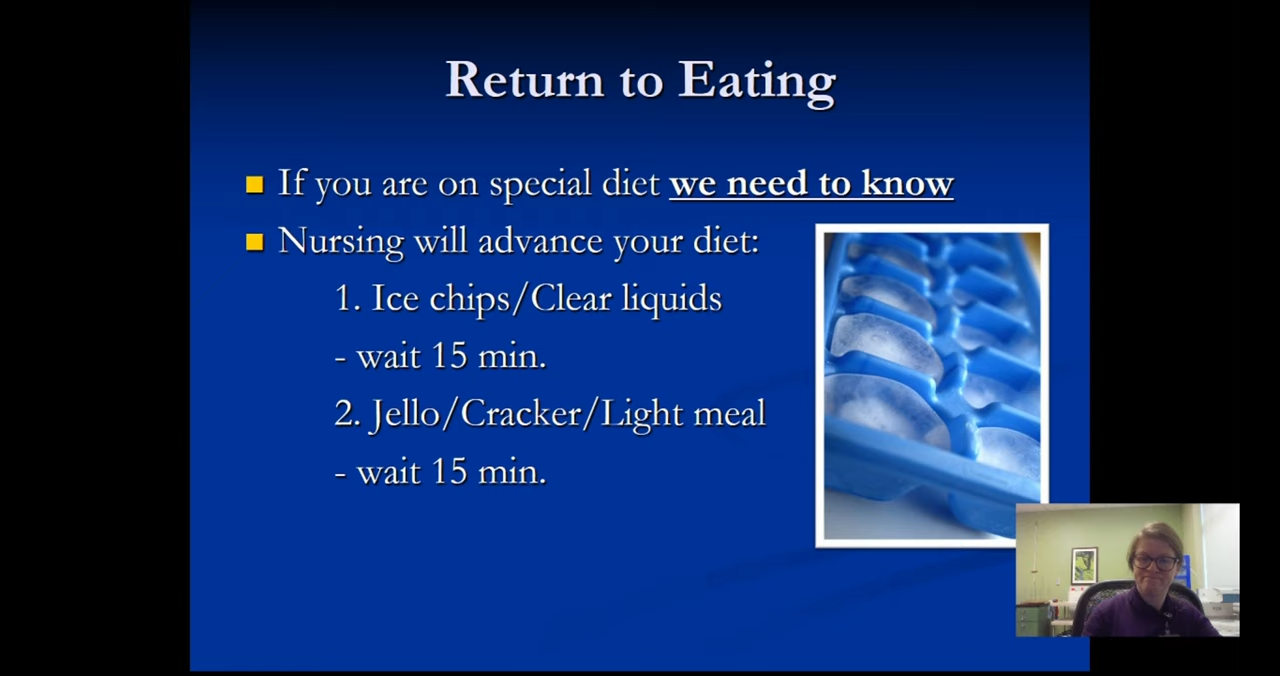 Return to Eating
If you are on special diet we need to know
Nursing will advance your diet:
1. Ice chips/Clear liquids
- wait 15 min.
2. Jello/Cracker/Light meal
- wait 15 min.